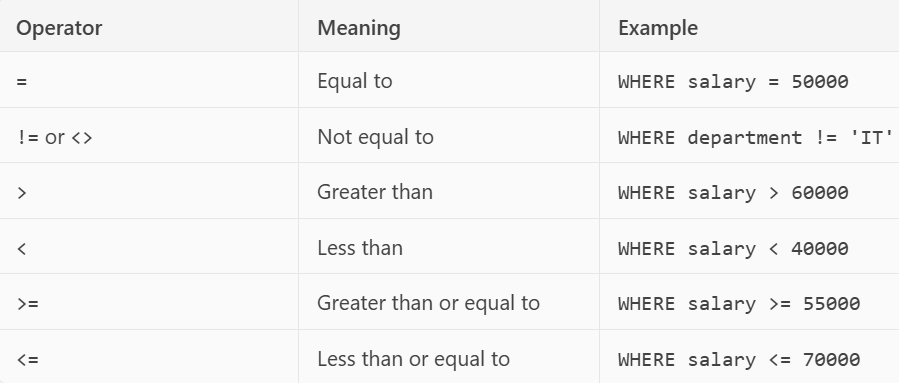 Operator Meaning Example
= Equal to WHERE salary = 50000
!= or <> Not equal to WHERE department != 'IT'
> Greater than WHERE salary > 60000
< Less than WHERE salary < 40000
>= Greater than or equal to WHERE salary >= 55000
<= Less than or equal to WHERE salary <= 70000